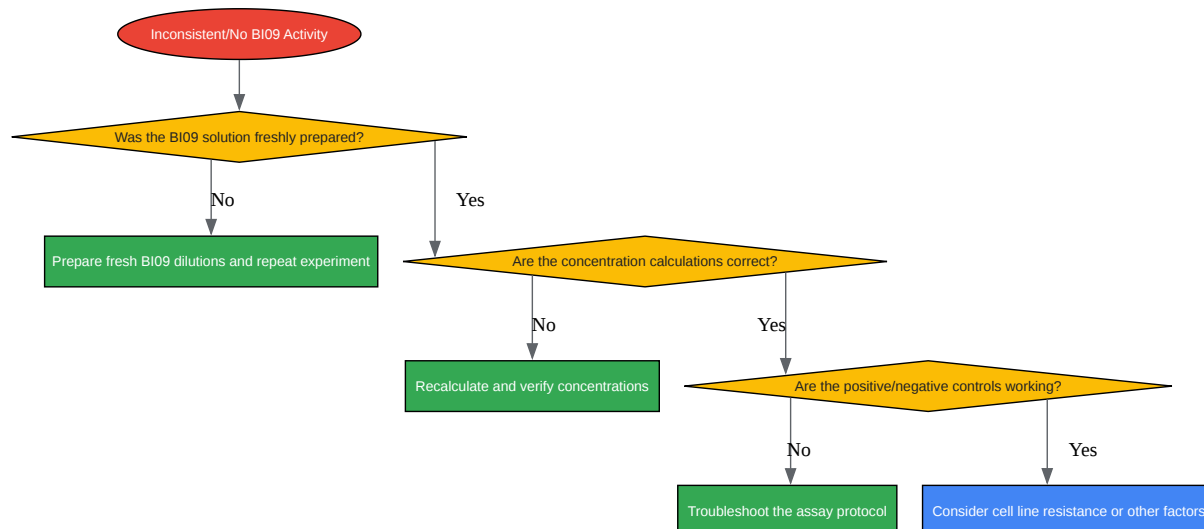 Inconsistent/No BI09 Activity
Was the BI09 solution freshly prepared?
No
Yes
Prepare fresh BI09 dilutions and repeat experiment
Are the concentration calculations correct?
No
Yes
Recalculate and verify concentrations
Are the positive/negative controls working?
No
Yes
Troubleshoot the assay protocol
Consider cell line resistance or other factors